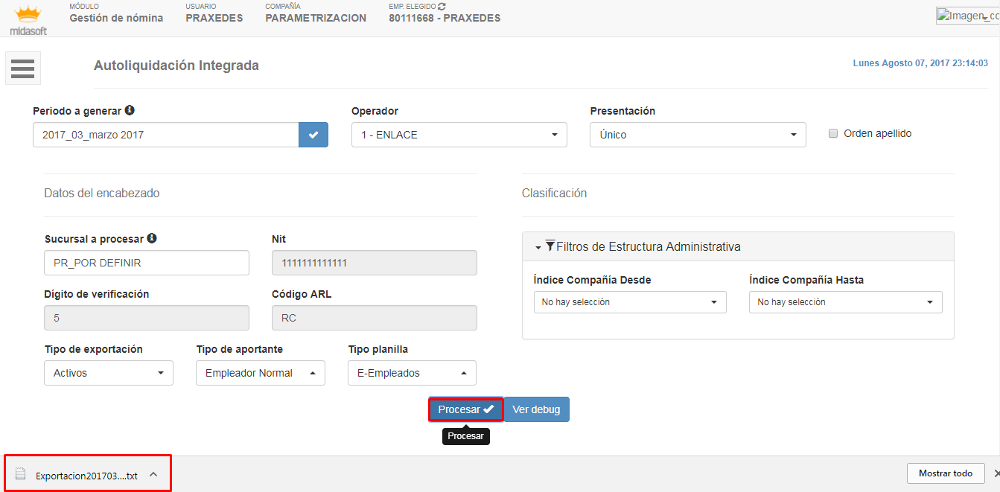 MÓDULO USUARIO COMPAÑÍA EMP. ELEGIDO
Gestión de nómina PRAXEDES PARAMETRIZACION 80111668 - PRAXEDES
midasoft
Imagen_co
Autoliquidación Integrada
Lunes Agosto 07, 2017 23:14:03
Periodo a generar Operador Presentación
2017_03_marzo 2017 1 - ENLACE Único Orden apellido
Datos del encabezado Clasificación
Sucursal a procesar Nit
Filtros de Estructura Administrativa
PR_POR DEFINIR 1111111111111
Índice Compañía Desde Índice Compañía Hasta
Dígito de verificación Código ARL
No hay selección No hay selección
5 RC
Tipo de exportación Tipo de aportante Tipo planilla
Activos Empleador Normal E-Empleados
Procesar Ver debug
Procesar
Exportacion201703....txt Mostrar todo